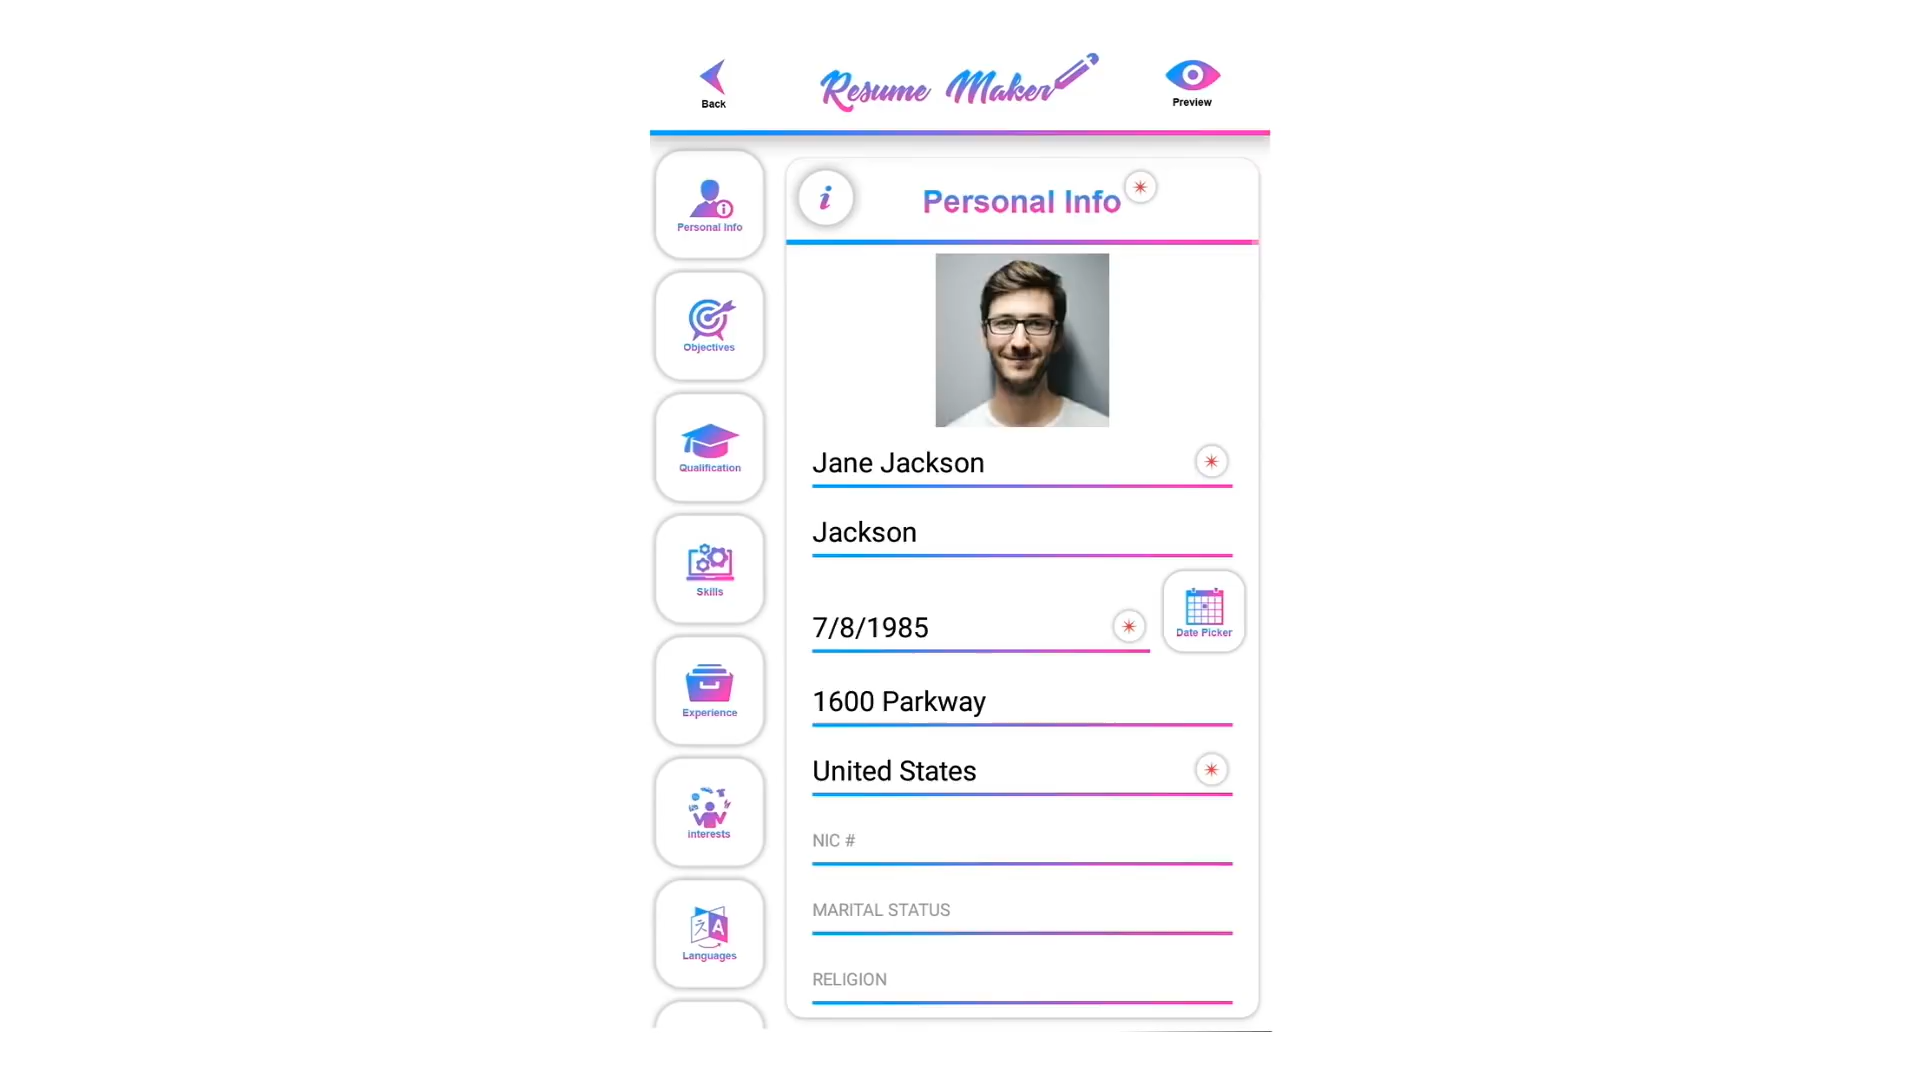 Back
Resume Maker
Preview
Personal Info
Objectives
Qualification
Skills
Experience
interests
Languages
i
Personal Info
Jane Jackson
Jackson
7/8/1985
Date Picker
1600 Parkway
United States
NIC #
MARITAL STATUS
RELIGION